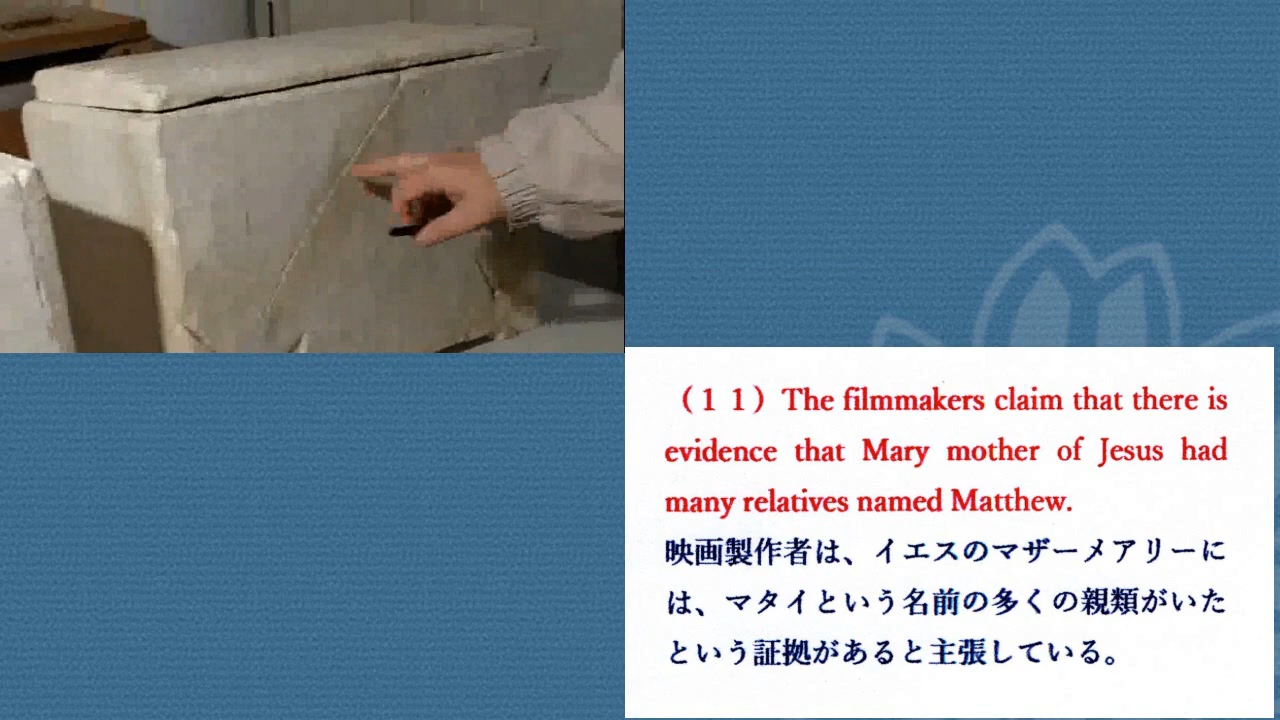 （１１）The filmmakers claim that there is
evidence that Mary mother of Jesus had
many relatives named Matthew.
映画製作者は、イエスのマザーメアリーに
は、マタイという名前の多くの親類がいた
という証拠があると主張している。